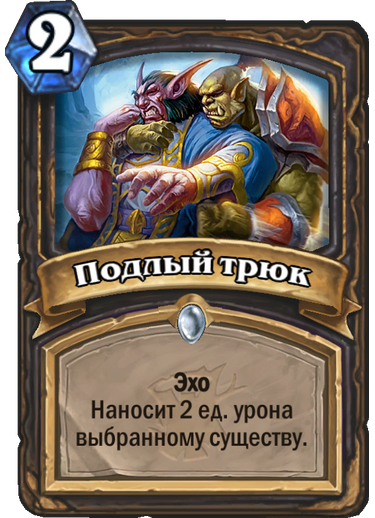 2
Подлый трюк
Эхо
Наносит 2 ед. урона
выбранному существу.